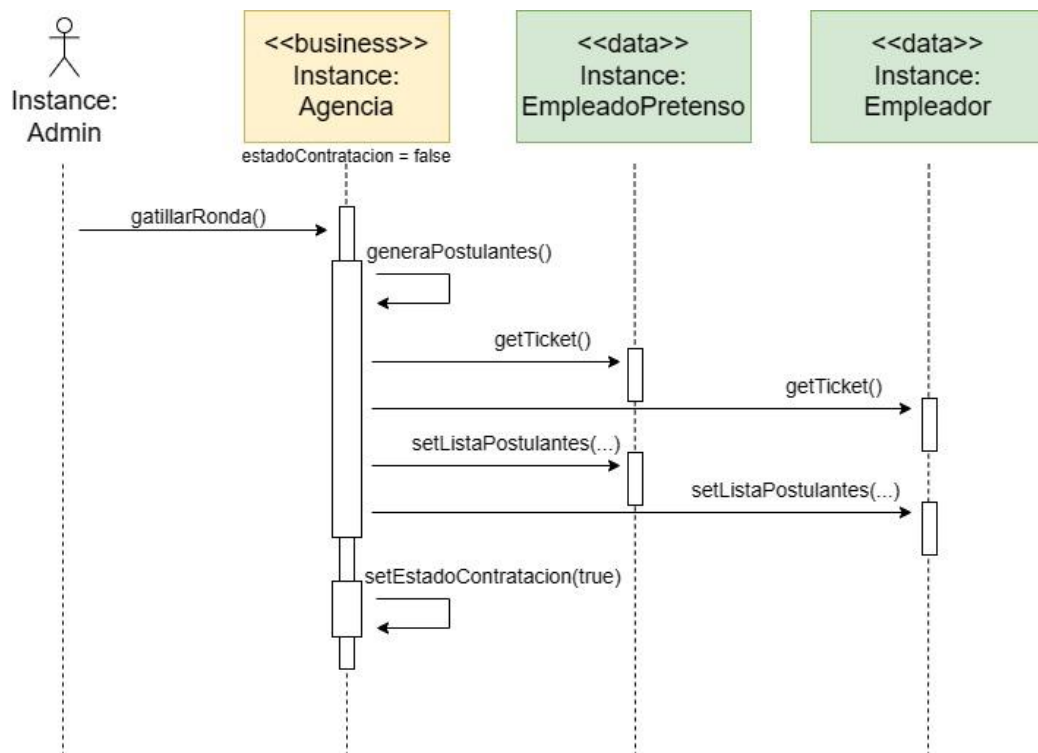 <<business>>
Instance:
Agencia
<<data>>
Instance:
EmpleadoPretenso
<<data>>
Instance:
Empleador
Instance:
Admin
estadoContratacion = false
gatillarRonda()
generaPostulantes()
getTicket()
getTicket()
setListaPostulantes(...)
setListaPostulantes(...)
setEstadoContratacion(true)